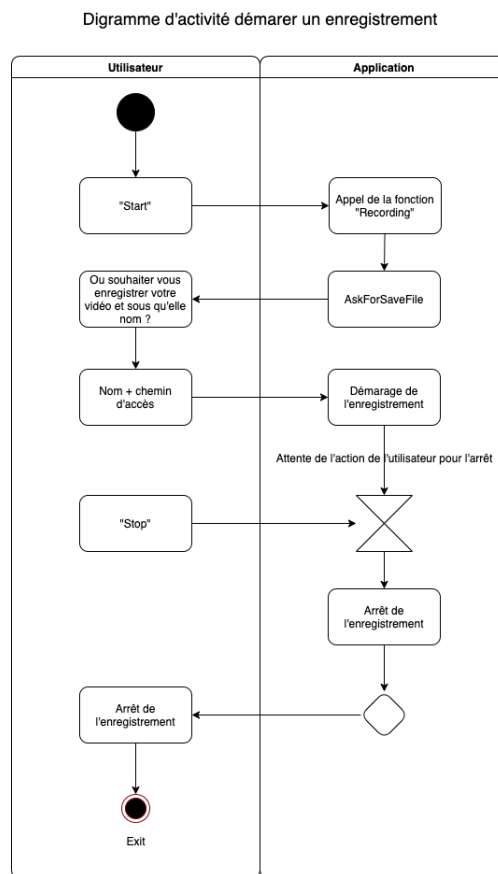 Digramme d'activité démarer un enregistrement
Utilisateur
Application
"Start"
Appel de la fonction
"Recording"
Ou souhaiter vous
enregistrer votre
vidéo et sous qu'elle
nom ?
AskForSaveFile
Nom + chemin
d'accès
Démarage de
l'enregistrement
Attente de l'action de l'utilisateur pour l'arrêt
"Stop"
Arrêt de
l'enregistrement
Arrêt de
l'enregistrement
Exit